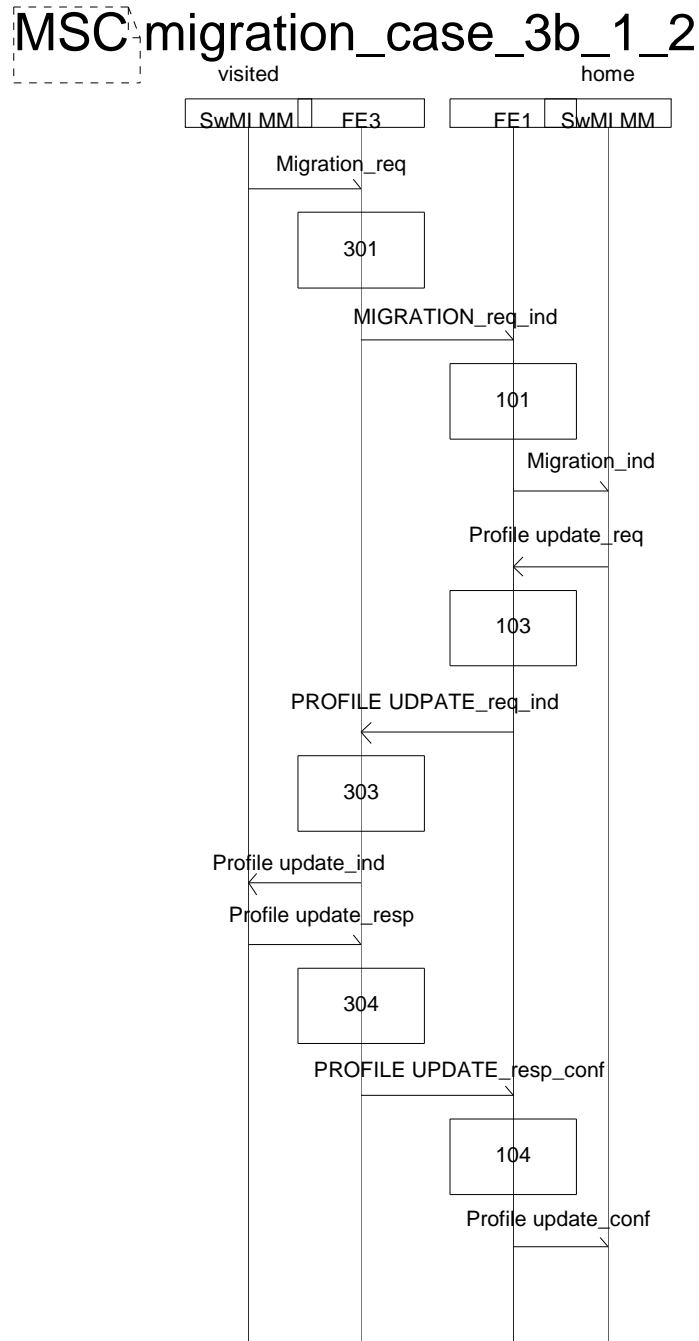 MSC migration_case_3b_1_2
visited home
SwMI MM FE3 FE1 SwMI MM
Migration_req
301
MIGRATION_req_ind
101
Migration_ind
Profile update_req
103
PROFILE UDPATE_req_ind
303
Profile update_ind
Profile update_resp
304
PROFILE UPDATE_resp_conf
104
Profile update_conf